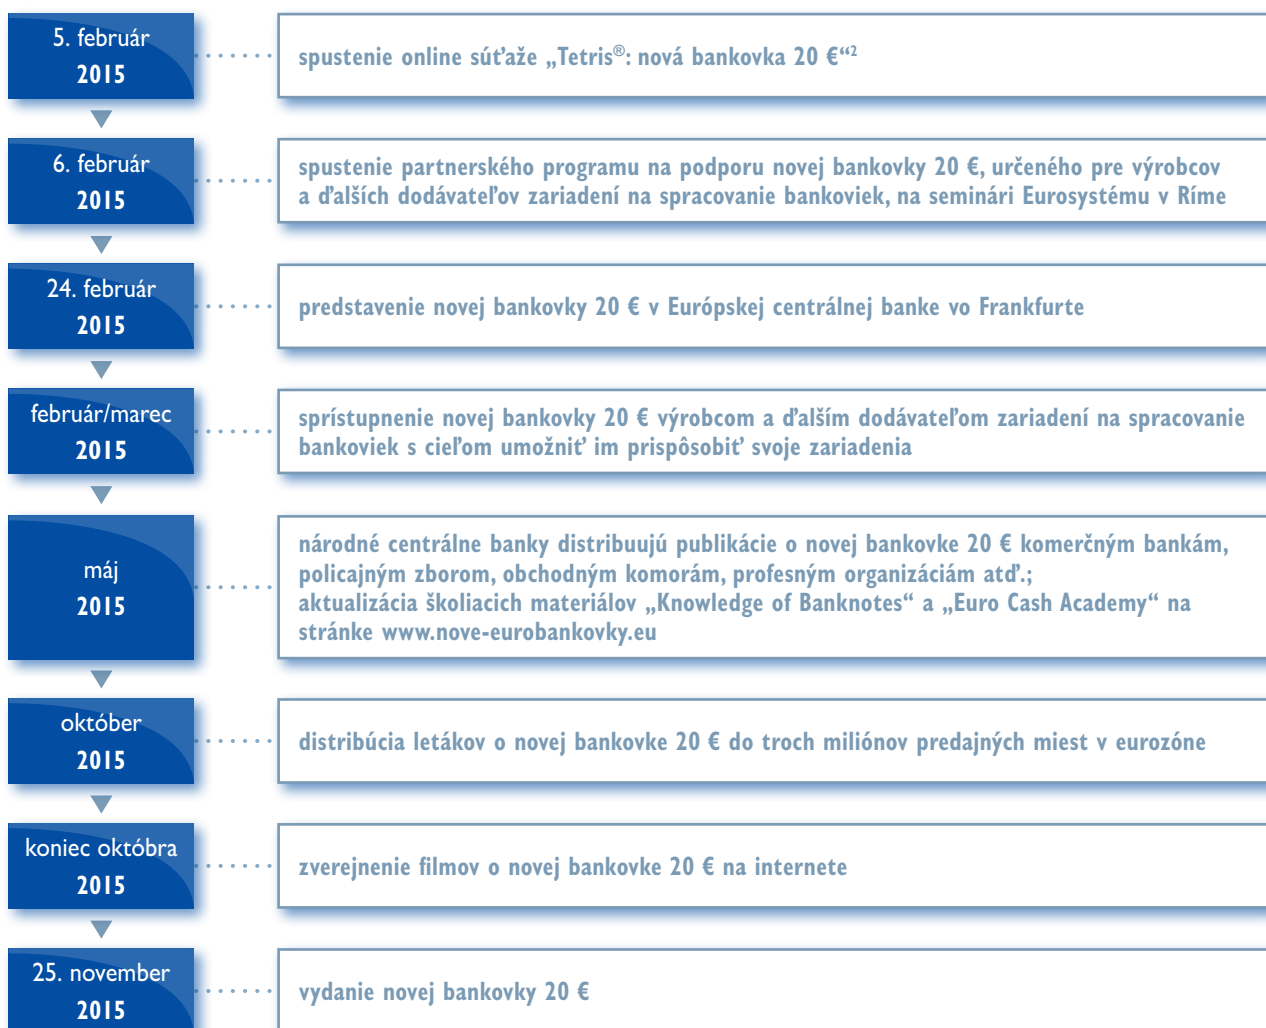 5. február
2015
spustenie online súťaže „Tetris®: nová bankovka 20 €“2
6. február
2015
spustenie partnerského programu na podporu novej bankovky 20 €, určeného pre výrobcov
a ďalších dodávateľov zariadení na spracovanie bankoviek, na seminári Eurosystému v Ríme
24. február
2015
predstavenie novej bankovky 20 € v Európskej centrálnej banke vo Frankfurte
február/marec
2015
sprístupnenie novej bankovky 20 € výrobcom a ďalším dodávateľom zariadení na spracovanie
bankoviek s cieľom umožniť im prispôsobiť svoje zariadenia
máj
2015
národné centrálne banky distribuujú publikácie o novej bankovke 20 € komerčným bankám,
policajným zborom, obchodným komorám, profesným organizáciám atď.;
aktualizácia školiacich materiálov „Knowledge of Banknotes“ a „Euro Cash Academy“ na
stránke www.nove-eurobankovky.eu
október
2015
distribúcia letákov o novej bankovke 20 € do troch miliónov predajných miest v eurozóne
koniec októbra
2015
zverejnenie filmov o novej bankovke 20 € na internete
25. november
2015
vydanie novej bankovky 20 €